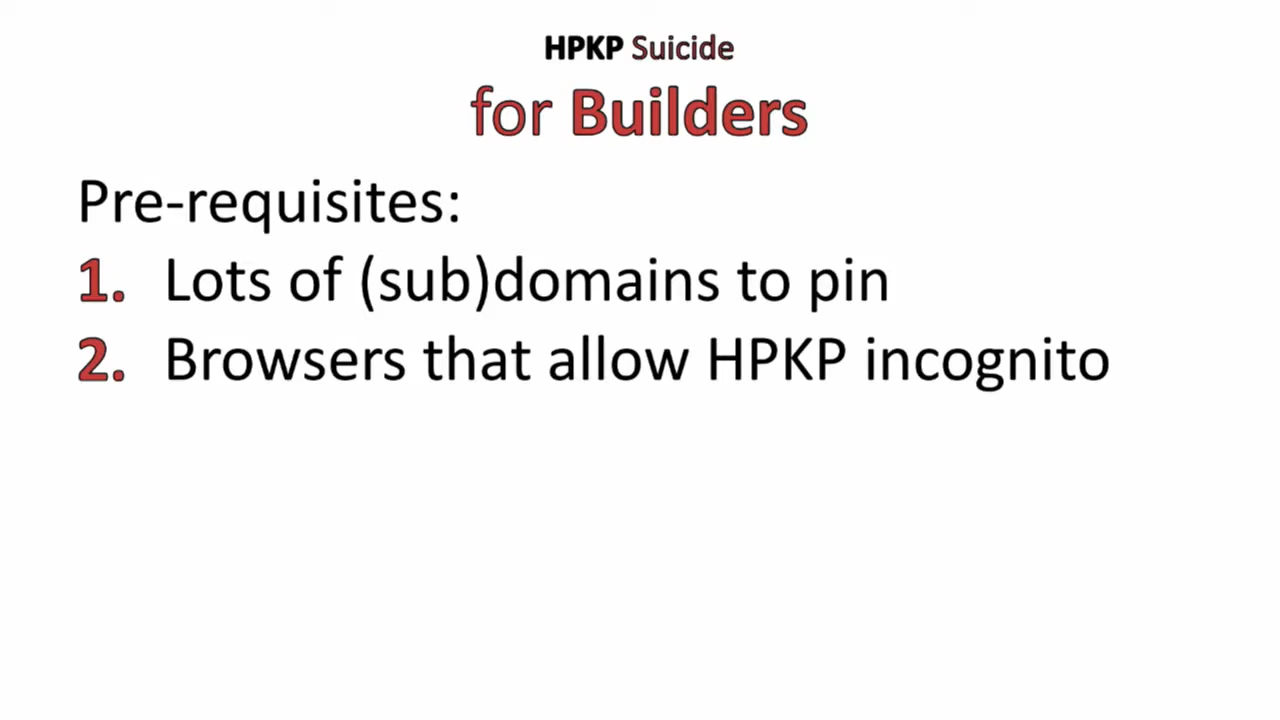 HPKP Suicide
for Builders
Pre-requisites:
1. Lots of (sub)domains to pin
2. Browsers that allow HPKP incognito